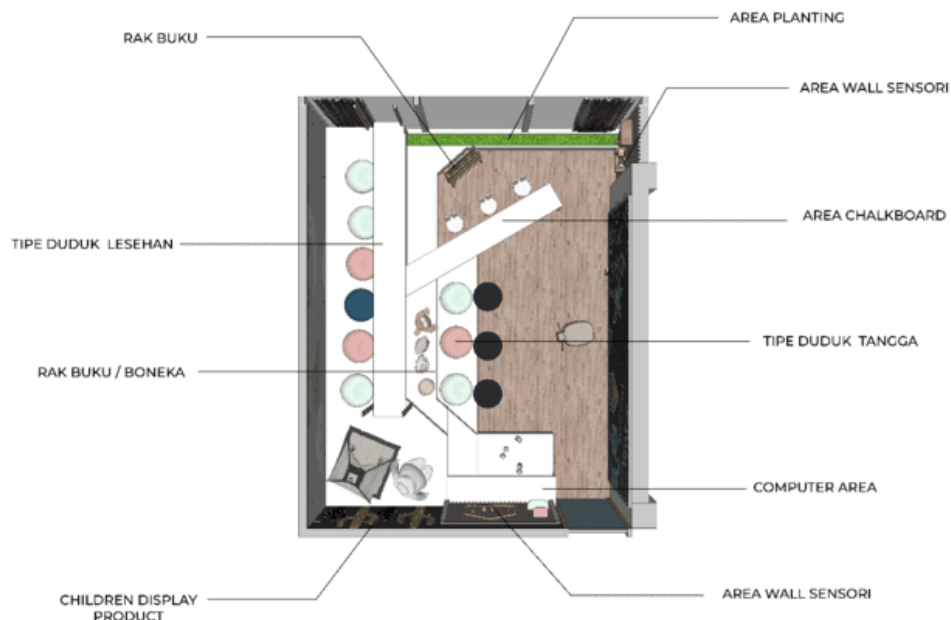 AREA PLANTING
RAK BUKU
AREA WALL SENSORI
AREA CHALKBOARD
TIPE DUDUK LESEHAN
TIPE DUDUK TANGGA
RAK BUKU / BONEKA
COMPUTER AREA
AREA WALL SENSORI
CHILDREN DISPLAY
PRODUCT